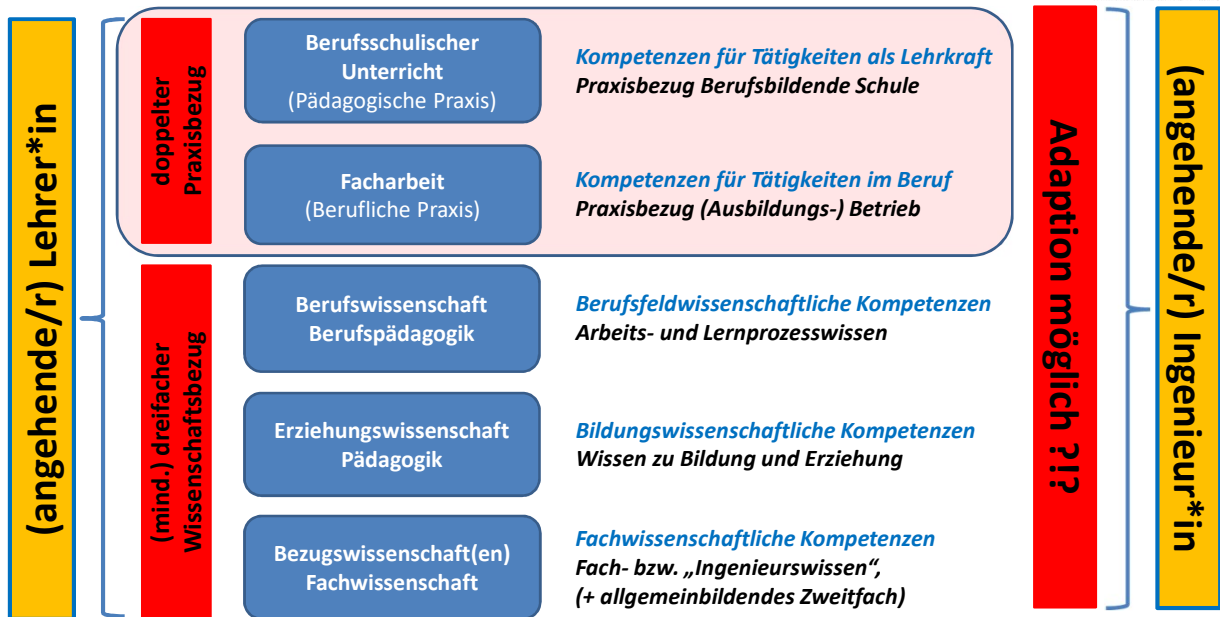 (angehende/r) Lehrer*in
doppelter
Praxisbezug
Berufsschulischer
Unterricht
(Pädagogische Praxis)
Kompetenzen für Tätigkeiten als Lehrkraft
Praxisbezug Berufsbildende Schule
Facharbeit
(Berufliche Praxis)
Kompetenzen für Tätigkeiten im Beruf
Praxisbezug (Ausbildungs-) Betrieb
(mind.) dreifacher
Wissenschaftsbezug
Berufswissenschaft
Berufspädagogik
Berufsfeldwissenschaftliche Kompetenzen
Arbeits- und Lernprozesswissen
Erziehungswissenschaft
Pädagogik
Bildungswissenschaftliche Kompetenzen
Wissen zu Bildung und Erziehung
Bezugswissenschaft(en)
Fachwissenschaft
Fachwissenschaftliche Kompetenzen
Fach- bzw. „Ingenieurswissen“,
(+ allgemeinbildendes Zweitfach)
Adaption möglich ?!?
(angehende/r) Ingenieur*in